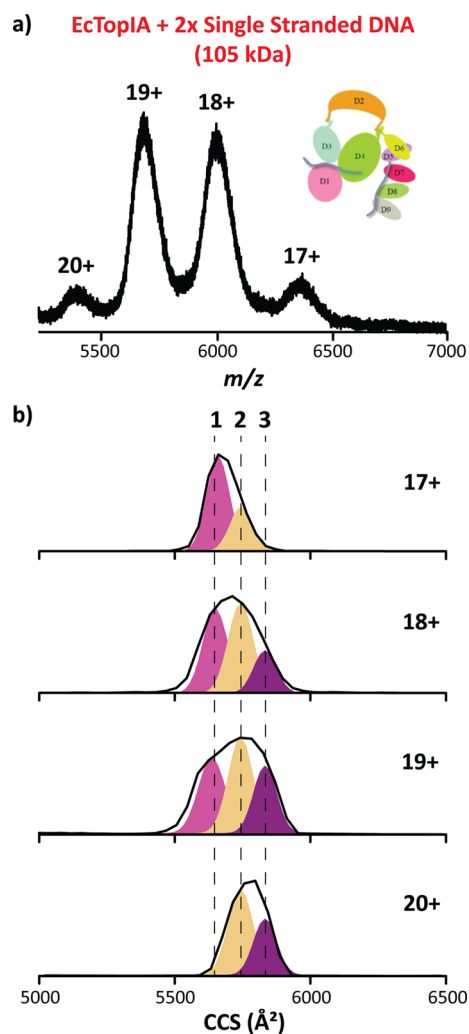 a) EcTopIA + 2x Single Stranded DNA
(105 kDa)
19+
18+
20+
17+
D2
D3
D4
D1
D5
D6
D7
D8
D9
5500 6000 6500 7000
m/z
b)
1 2 3
17+
18+
19+
20+
5000 5500 6000 6500
CCS (Å²)